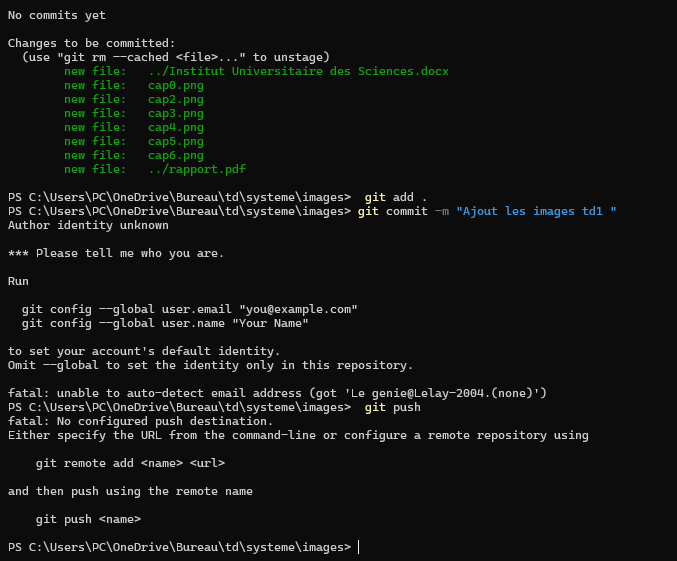 No commits yet

Changes to be committed:
  (use "git rm --cached <file>..." to unstage)
        new file:   ../Institut Universitaire des Sciences.docx
        new file:   cap0.png
        new file:   cap2.png
        new file:   cap3.png
        new file:   cap4.png
        new file:   cap5.png
        new file:   cap6.png
        new file:   ../rapport.pdf

PS C:\Users\PC\OneDrive\Bureau\td\systeme\images>  git add .
PS C:\Users\PC\OneDrive\Bureau\td\systeme\images> git commit -m "Ajout les images td1 "
Author identity unknown

*** Please tell me who you are.

Run

  git config --global user.email "you@example.com"
  git config --global user.name "Your Name"

to set your account's default identity.
Omit --global to set the identity only in this repository.

fatal: unable to auto-detect email address (got 'Le genie@Lelay-2004.(none)')
PS C:\Users\PC\OneDrive\Bureau\td\systeme\images>  git push
fatal: No configured push destination.
Either specify the URL from the command-line or configure a remote repository using

    git remote add <name> <url>

and then push using the remote name

    git push <name>

PS C:\Users\PC\OneDrive\Bureau\td\systeme\images>